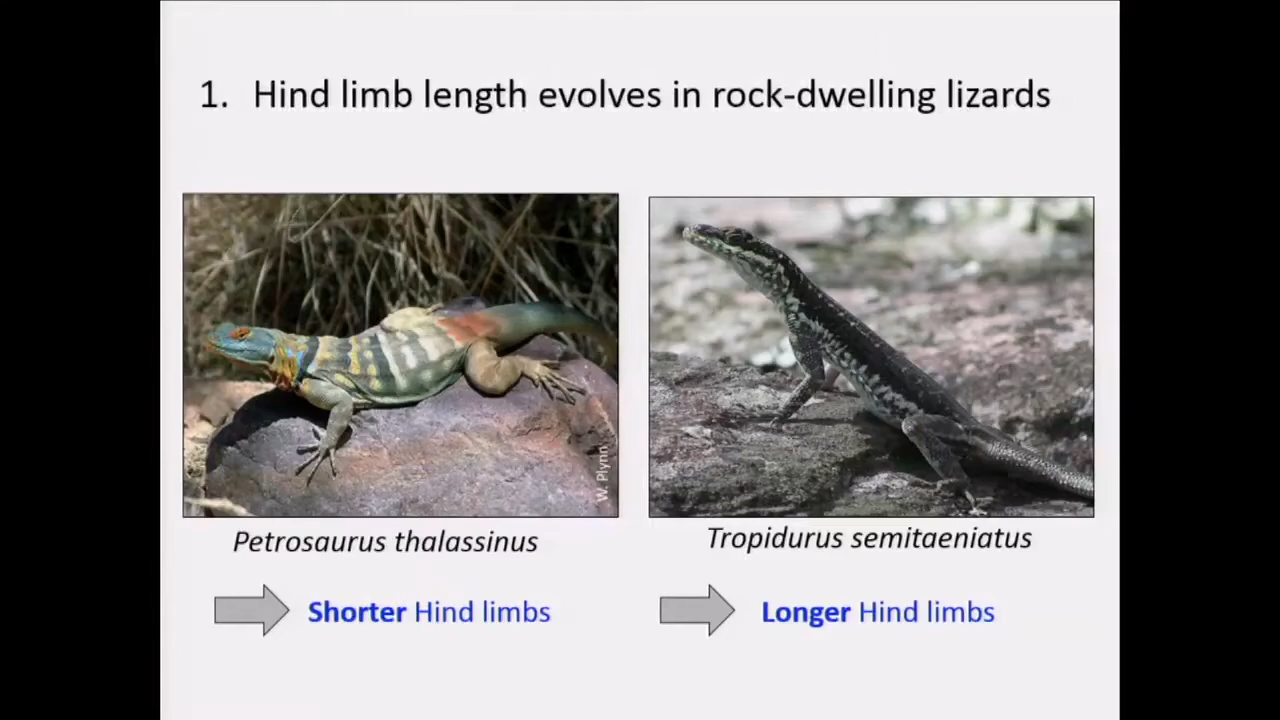 1. Hind limb length evolves in rock-dwelling lizards
W. Plynn
Petrosaurus thalassinus
Tropidurus semitaeniatus
Shorter Hind limbs
Longer Hind limbs